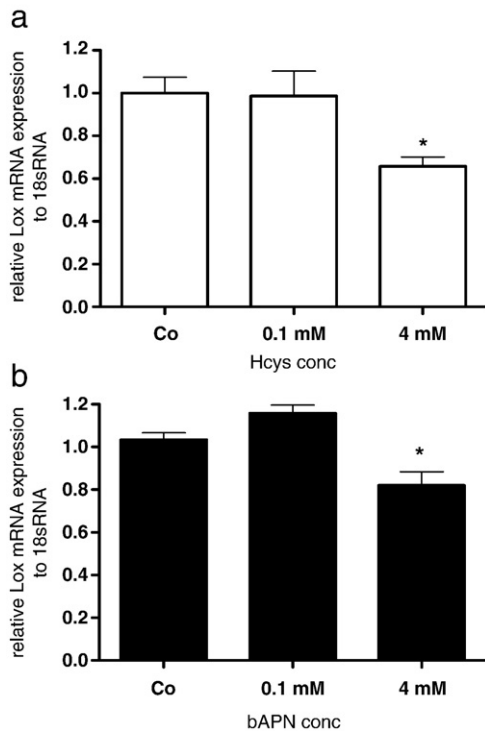 a
relative Lox mRNA expression
to 18sRNA
1.2
1.0
0.8
0.6
0.4
0.2
0.0
*
Co 0.1 mM 4 mM
Hcys conc
b
relative Lox mRNA expression
to 18sRNA
1.2
1.0
0.8
0.6
0.4
0.2
0.0
*
Co 0.1 mM 4 mM
bAPN conc